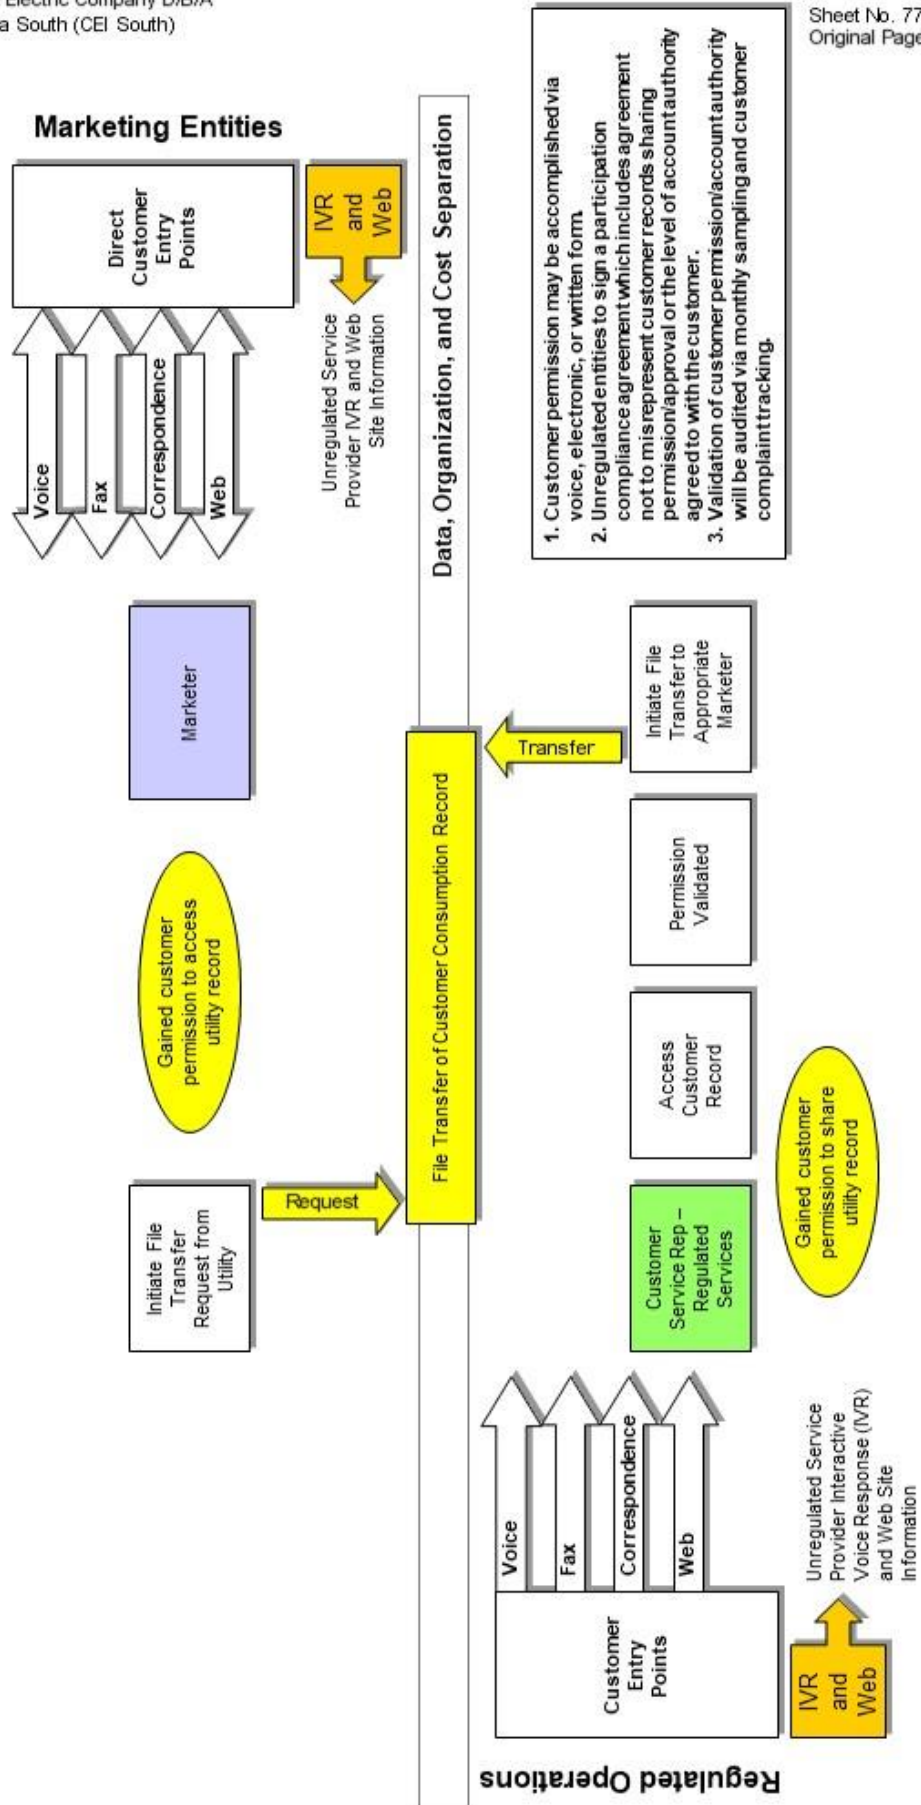 Electric Company D/B/A
a South (CEI South)
Sheet No. 77
Original Page
Marketing Entities
Initiate File
Transfer
Request from
Utility
Gained customer
permission to access
utility record
Marketer
Voice
Fax
Correspondence
Web
Direct
Customer
Entry
Points
Unregulated Service
Provider IVR and Web
Site Information
IVR
and
Web
Request
File Transfer of Customer Consumption Record
Data, Organization, and Cost Separation
Transfer
Regulated Operations
Customer
Entry
Points
Voice
Fax
Correspondence
Web
IVR
and
Web
Unregulated Service
Provider Interactive
Voice Response (IVR)
and Web Site
Information
Customer
Service Rep –
Regulated
Services
Access
Customer
Record
Permission
Validated
Initiate File
Transfer to
Appropriate
Marketer
Gained customer
permission to share
utility record
1. Customer permission may be accomplished via
voice, electronic, or written form.
2. Unregulated entities to sign a participation
compliance agreement which includes agreement
not to misrepresent customer records sharing
permission/approval or the level of account authority
agreed to with the customer.
3. Validation of customer permission/account authority
will be audited via monthly sampling and customer
complaint tracking.